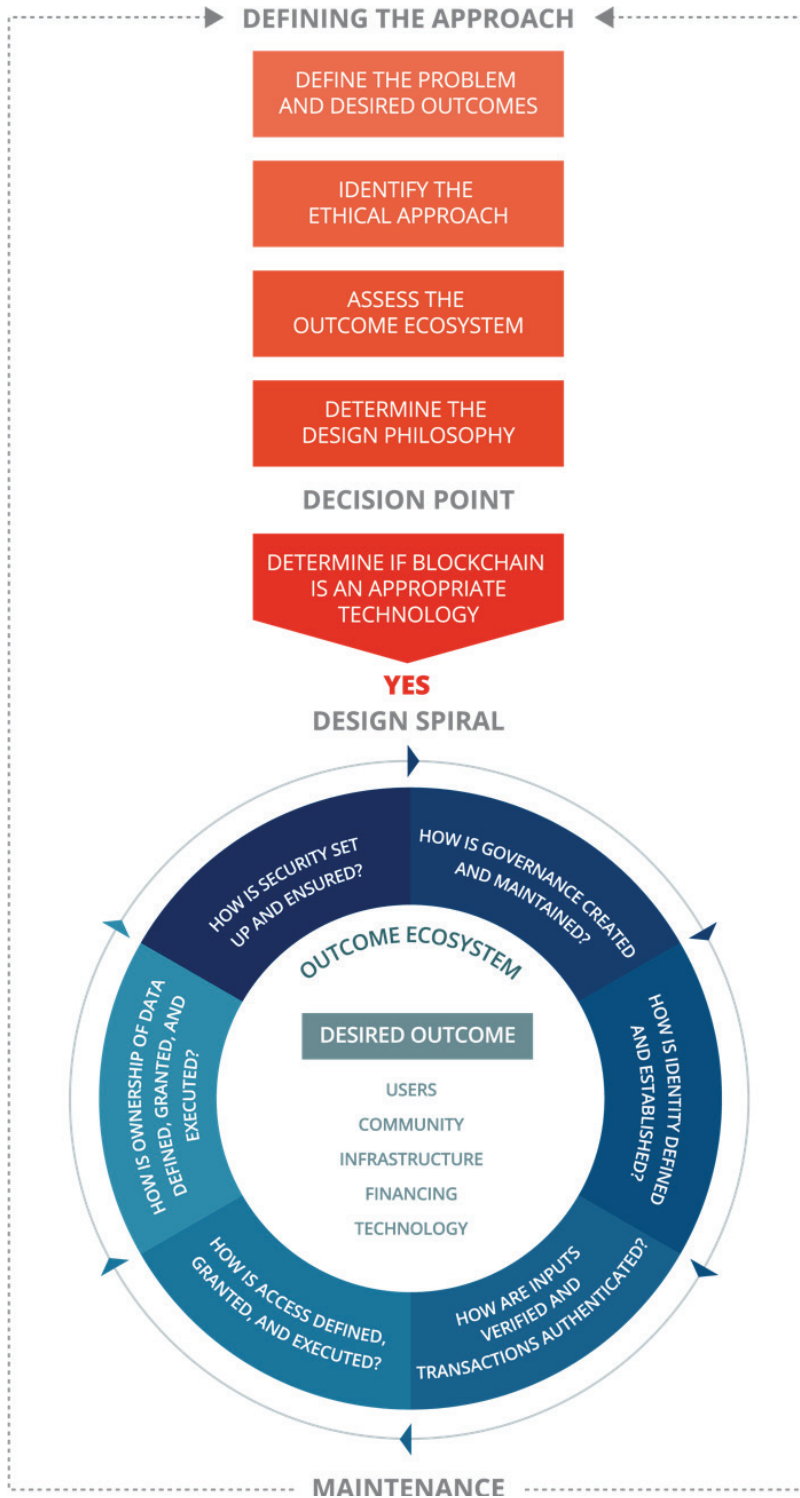 DEFINING THE APPROACH
DEFINE THE PROBLEM
AND DESIRED OUTCOMES
IDENTIFY THE
ETHICAL APPROACH
ASSESS THE
OUTCOME ECOSYSTEM
DETERMINE THE
DESIGN PHILOSOPHY
DECISION POINT
DETERMINE IF BLOCKCHAIN
IS AN APPROPRIATE
TECHNOLOGY
YES
DESIGN SPIRAL
HOW IS GOVERNANCE CREATED
AND MAINTAINED?
HOW IS IDENTITY DEFINED
AND ESTABLISHED?
HOW ARE INPUTS
VERIFIED AND
TRANSACTIONS AUTHENTICATED?
HOW IS ACCESS DEFINED,
GRANTED, AND EXECUTED?
HOW IS OWNERSHIP OF DATA
DEFINED, GRANTED, AND
EXECUTED?
HOW IS SECURITY SET
UP AND ENSURED?
OUTCOME ECOSYSTEM
DESIRED OUTCOME
USERS
COMMUNITY
INFRASTRUCTURE
FINANCING
TECHNOLOGY
MAINTENANCE